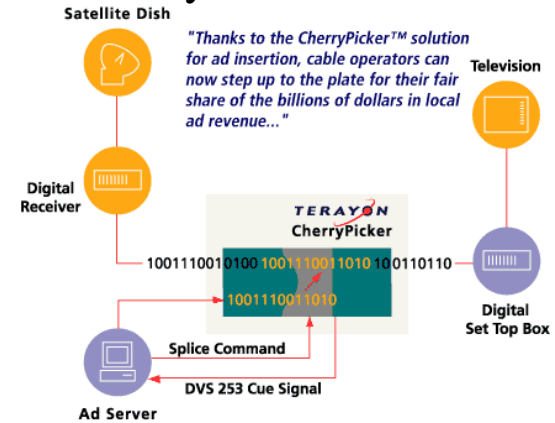 Satellite Dish
"Thanks to the CherryPicker™ solution
for ad insertion, cable operators can
now step up to the plate for their fair
share of the billions of dollars in local
ad revenue..."
Television
Digital
Receiver
TERAYON
CherryPicker
1001110010100 1001110011010 100110110
1001110011010
Digital
Set Top Box
Splice Command
DVS 253 Cue Signal
Ad Server